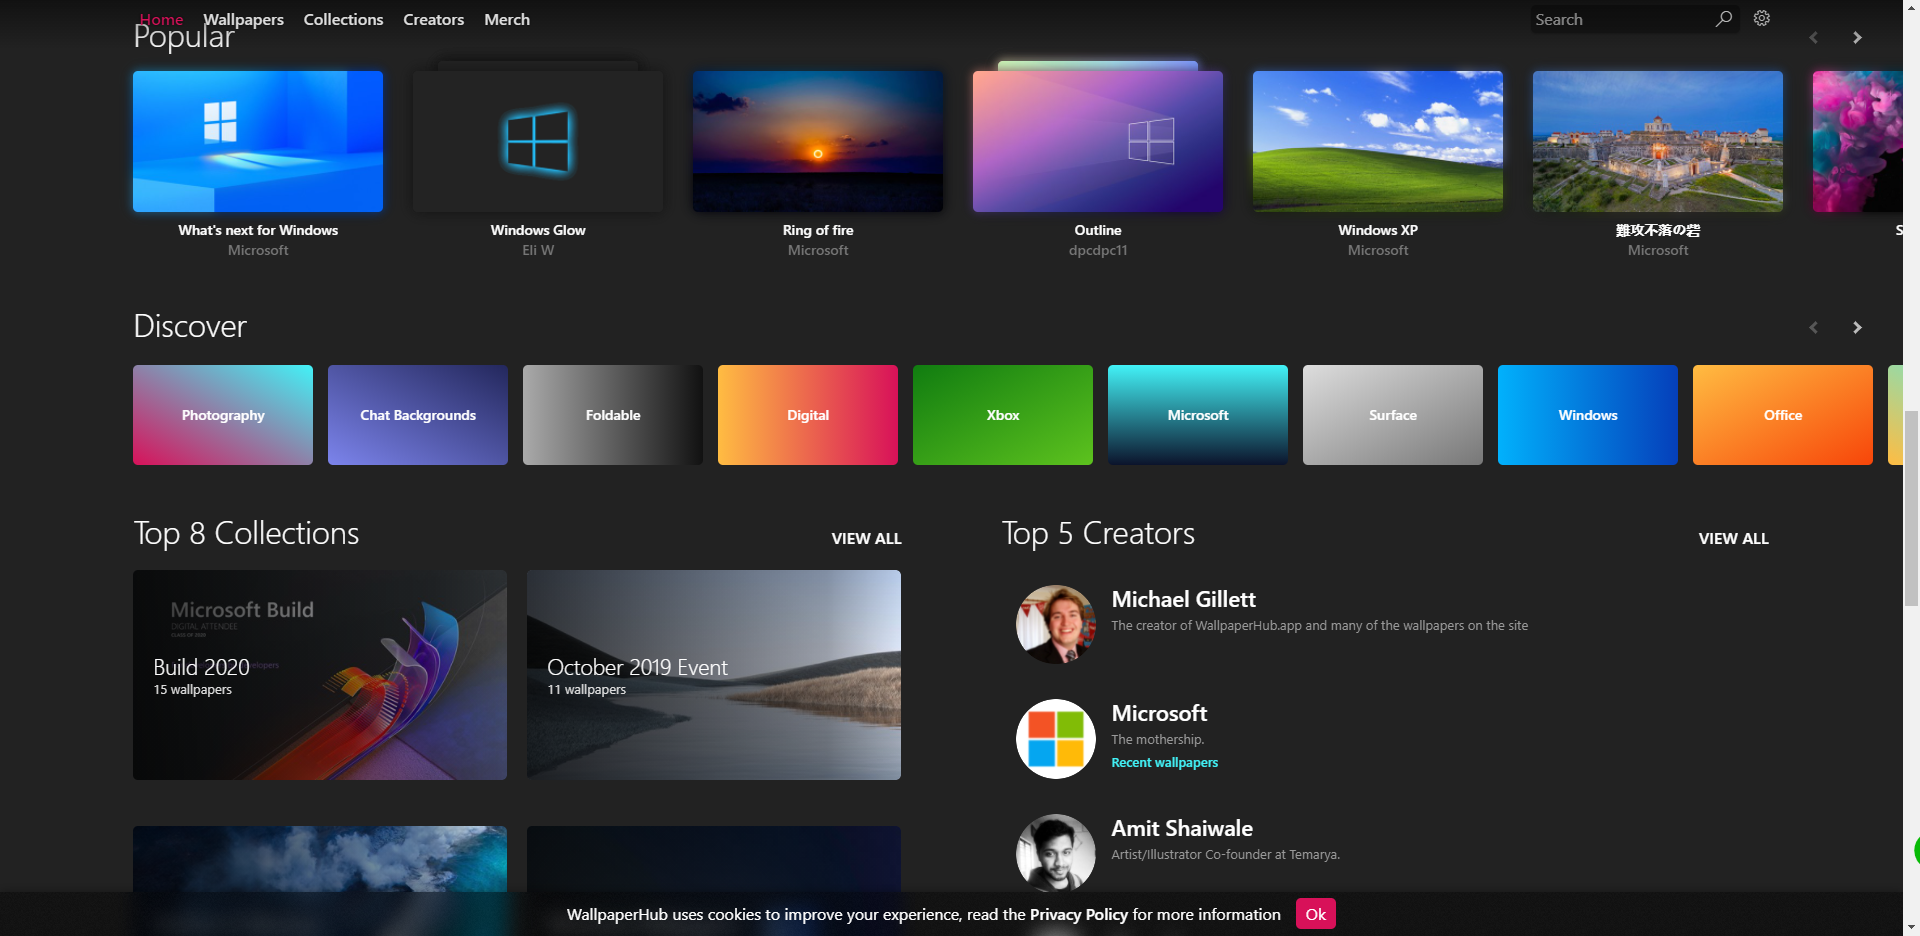 Home Wallpapers Collections Creators Merch
Search
Popular
What's next for Windows
Microsoft
Windows Glow
Eli W
Ring of fire
Microsoft
Outline
dpcdpc11
Windows XP
Microsoft
難攻不落の砦
Microsoft
S
Discover
Photography
Chat Backgrounds
Foldable
Digital
Xbox
Microsoft
Surface
Windows
Office
Top 8 Collections
VIEW ALL
Microsoft Build
DIGITAL ATTENDEE
CLASS OF 2020
Build 2020
15 wallpapers
October 2019 Event
11 wallpapers
Top 5 Creators
VIEW ALL
Michael Gillett
The creator of WallpaperHub.app and many of the wallpapers on the site
Microsoft
The mothership.
Recent wallpapers
Amit Shaiwale
Artist/Illustrator Co-founder at Temarya.
WallpaperHub uses cookies to improve your experience, read the Privacy Policy for more information
Ok